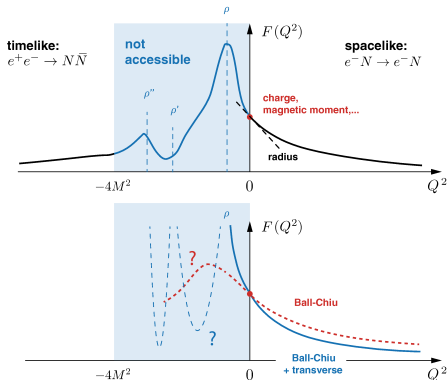 ρ
F(Q²)
timelike:
e⁺e⁻ → NN̅
not
accessible
spacelike:
e⁻N → e⁻N
ρ″
ρ′
charge,
magnetic moment,...
radius
−4M²
0
Q²
ρ
F(Q²)
?
Ball-Chiu
?
Ball-Chiu
+ transverse
−4M²
0
Q²